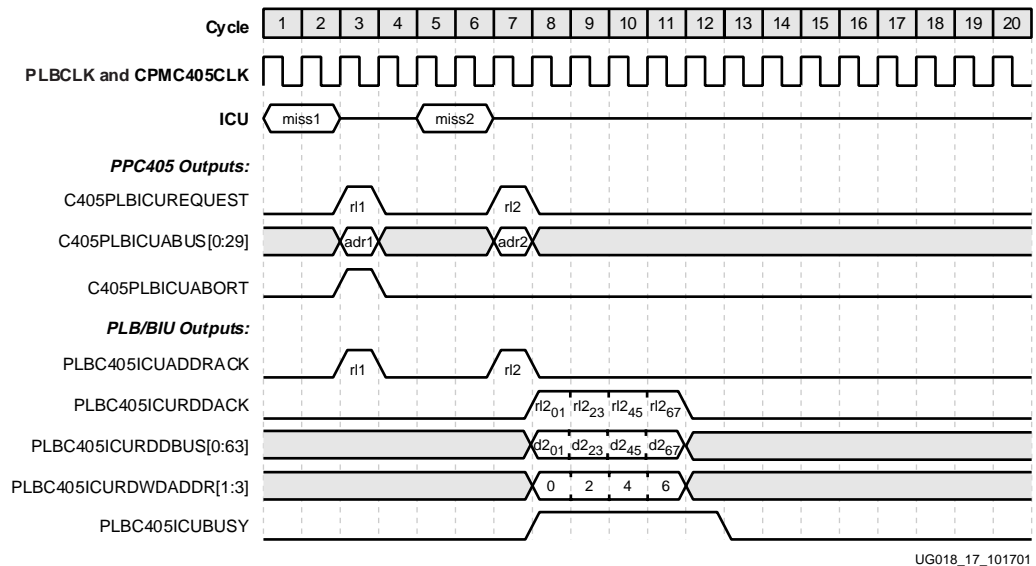 Cycle 1 2 3 4 5 6 7 8 9 10 11 12 13 14 15 16 17 18 19 20
PLBCLK and CPMC405CLK
ICU miss1 miss2
PPC405 Outputs:
C405PLBICUREQUEST rl1 rl2
C405PLBICUABUS[0:29] adr1 adr2
C405PLBICUABORT
PLB/BIU Outputs:
PLBC405ICUADDRACK rl1 rl2
PLBC405ICURDDACK rl2₀₁ rl2₂₃ rl2₄₅ rl2₆₇
PLBC405ICURDDBUS[0:63] d2₀₁ d2₂₃ d2₄₅ d2₆₇
PLBC405ICURDWDADDR[1:3] 0 2 4 6
PLBC405ICUBUSY
UG018_17_101701